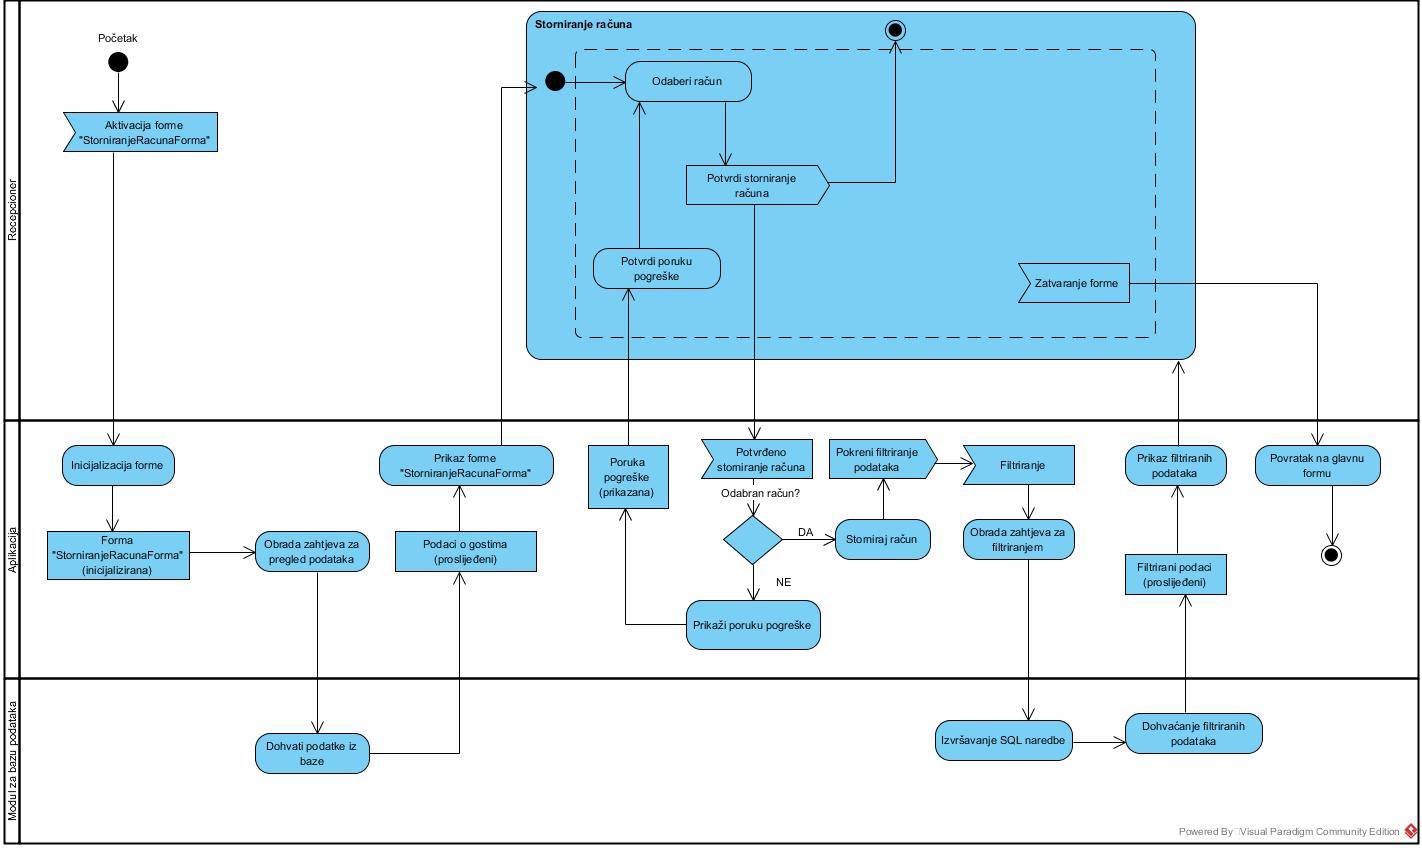 Recepcioner
Početak
Aktivacija forme
"StorniranjeRacunaForma"
Storniranje računa
Odaberi račun
Potvrdi storniranje
računa
Potvrdi poruku
pogreške
Zatvaranje forme
Aplikacija
Inicijalizacija forme
Forma
"StorniranjeRacunaForma"
(inicijalizirana)
Obrada zahtjeva za
pregled podataka
Prikaz forme
"StorniranjeRacunaForma"
Podaci o gostima
(proslijeđeni)
Poruka
pogreške
(prikazana)
Potvrđeno
storniranje računa
Odabran račun?
DA
NE
Prikaži poruku pogreške
Storniraj račun
Pokreni filtriranje
podataka
Filtriranje
Obrada zahtjeva za
filtriranjem
Prikaz filtriranih
podataka
Filtrirani podaci
(proslijeđeni)
Povratak na glavnu
formu
Modul za bazu podataka
Dohvati podatke iz
baze
Izvršavanje SQL naredbe
Dohvaćanje filtriranih
podataka
Powered By Visual Paradigm Community Edition